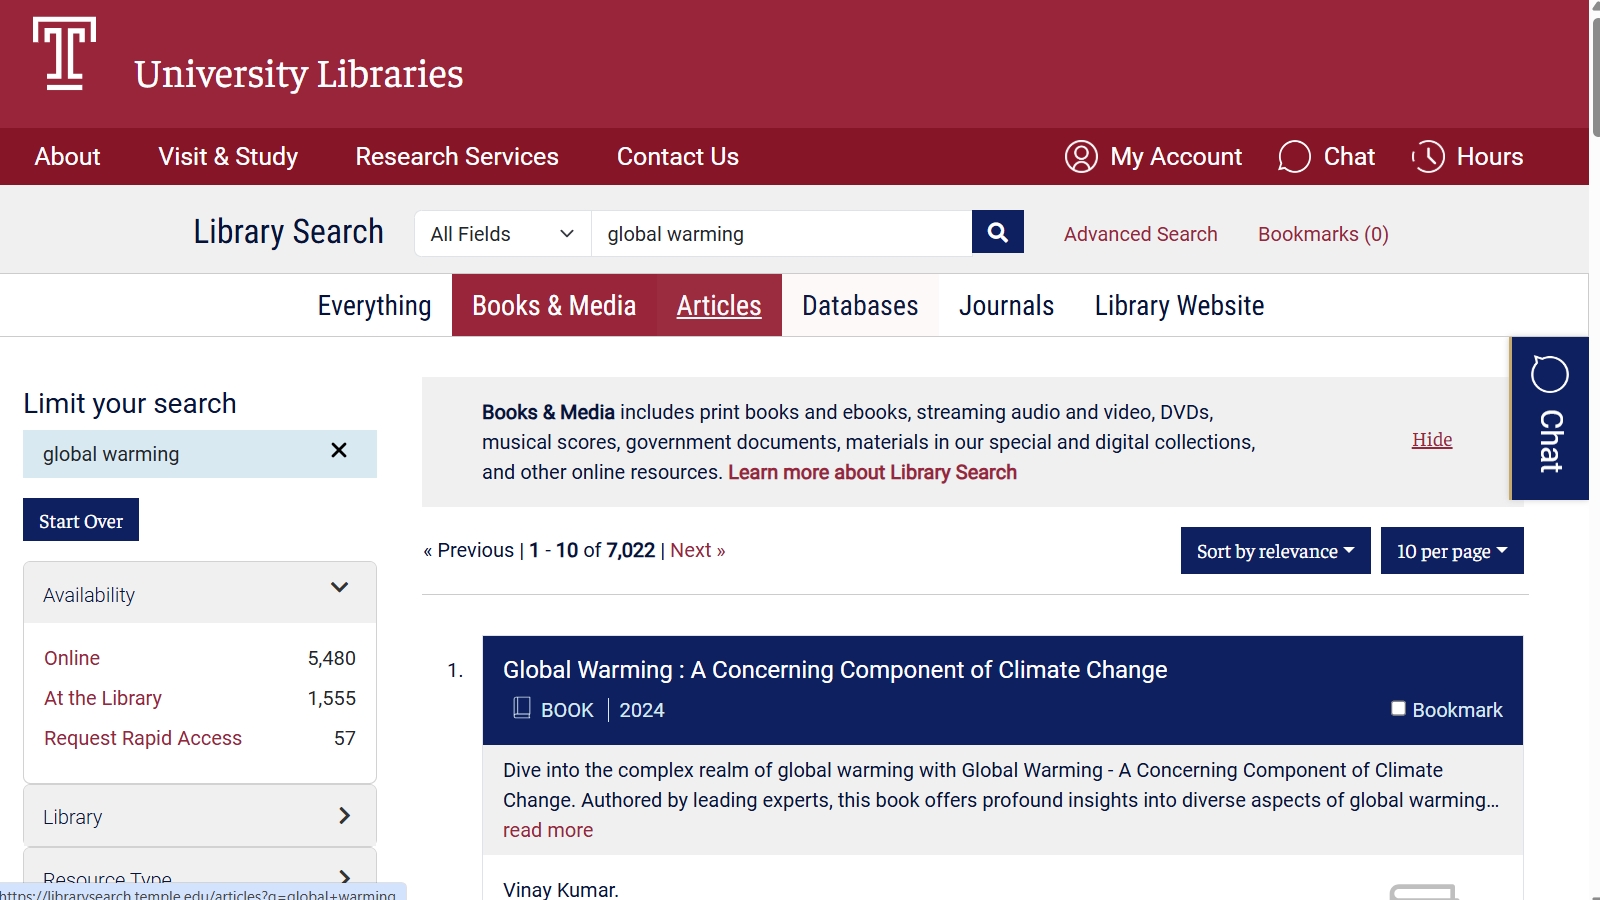 University Libraries
About Visit & Study Research Services Contact Us My Account Chat Hours
Library Search All Fields global warming Advanced Search Bookmarks (0)
Everything Books & Media Articles Databases Journals Library Website
Limit your search
global warming
Start Over
Availability
Online 5,480
At the Library 1,555
Request Rapid Access 57
Library
Resource Type
https://librarysearch.temple.edu/articles?q=global+warming
Books & Media includes print books and ebooks, streaming audio and video, DVDs,
musical scores, government documents, materials in our special and digital collections,
and other online resources. Learn more about Library Search
Hide
Chat
« Previous | 1 - 10 of 7,022 | Next »
Sort by relevance 10 per page
1. Global Warming : A Concerning Component of Climate Change
BOOK | 2024 Bookmark
Dive into the complex realm of global warming with Global Warming - A Concerning Component of Climate
Change. Authored by leading experts, this book offers profound insights into diverse aspects of global warming...
read more
Vinay Kumar.